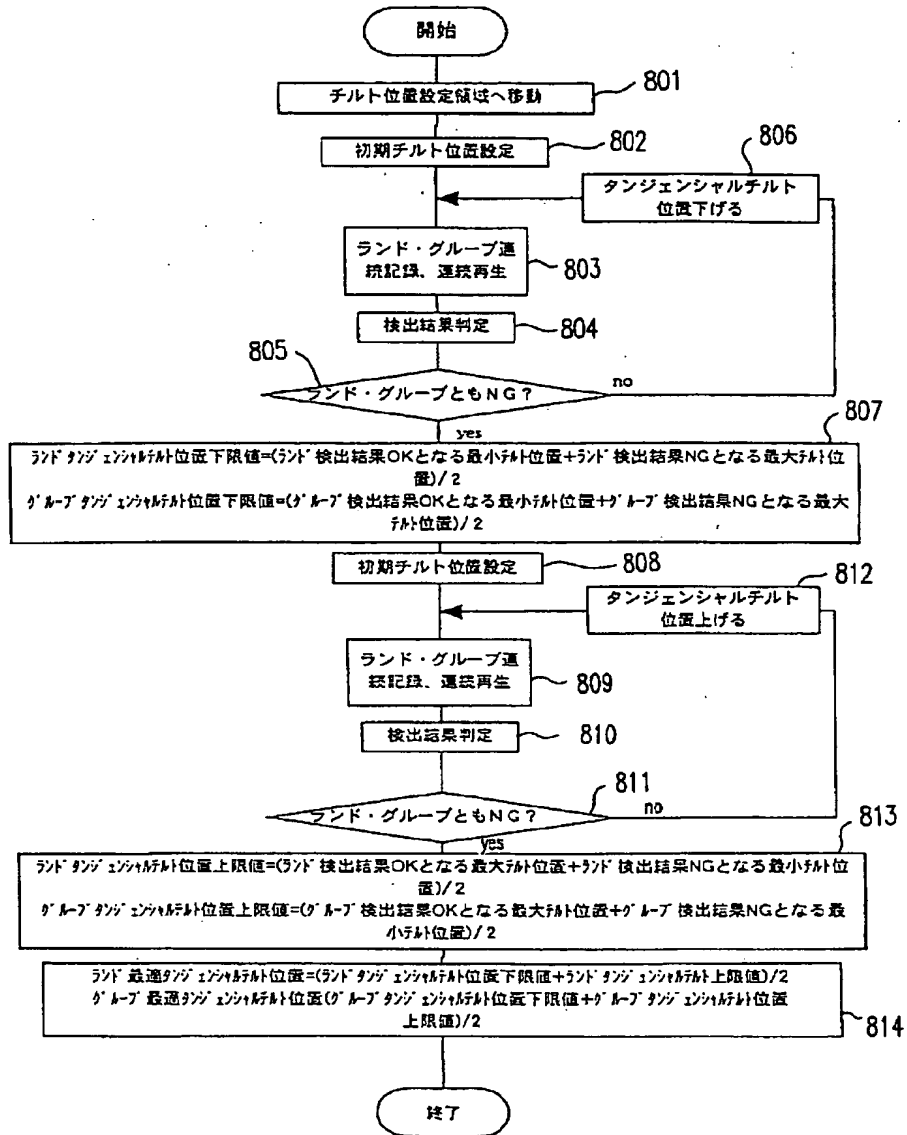 開始
チルト位置設定領域へ移動
801
初期チルト位置設定
802
806
タンジェンシャルチルト
位置下げる
ランド・グループ連
続記録、連続再生
803
検出結果判定
804
805
ランド・グループともNG?
no
yes
807
ランドタンジェンシャルチルト位置下限値=(ランド検出結果OKとなる最小チルト位置+ランド検出結果NGとなる最大チルト位
置)/2
グループタンジェンシャルチルト位置下限値=(グループ検出結果OKとなる最小チルト位置+グループ検出結果NGとなる最大
チルト位置)/2
初期チルト位置設定
808
812
タンジェンシャルチルト
位置上げる
ランド・グループ連
続記録、連続再生
809
検出結果判定
810
811
ランド・グループともNG?
no
yes
813
ランドタンジェンシャルチルト位置上限値=(ランド検出結果OKとなる最大チルト位置+ランド検出結果NGとなる最小チルト位
置)/2
グループタンジェンシャルチルト位置上限値=(グループ検出結果OKとなる最大チルト位置+グループ検出結果NGとなる最
小チルト位置)/2
ランド最適タンジェンシャルチルト位置=(ランドタンジェンシャルチルト位置下限値+ランドタンジェンシャルチルト上限値)/2
グループ最適タンジェンシャルチルト位置(グループタンジェンシャルチルト位置下限値+グループタンジェンシャルチルト位置
上限値)/2
814
終了